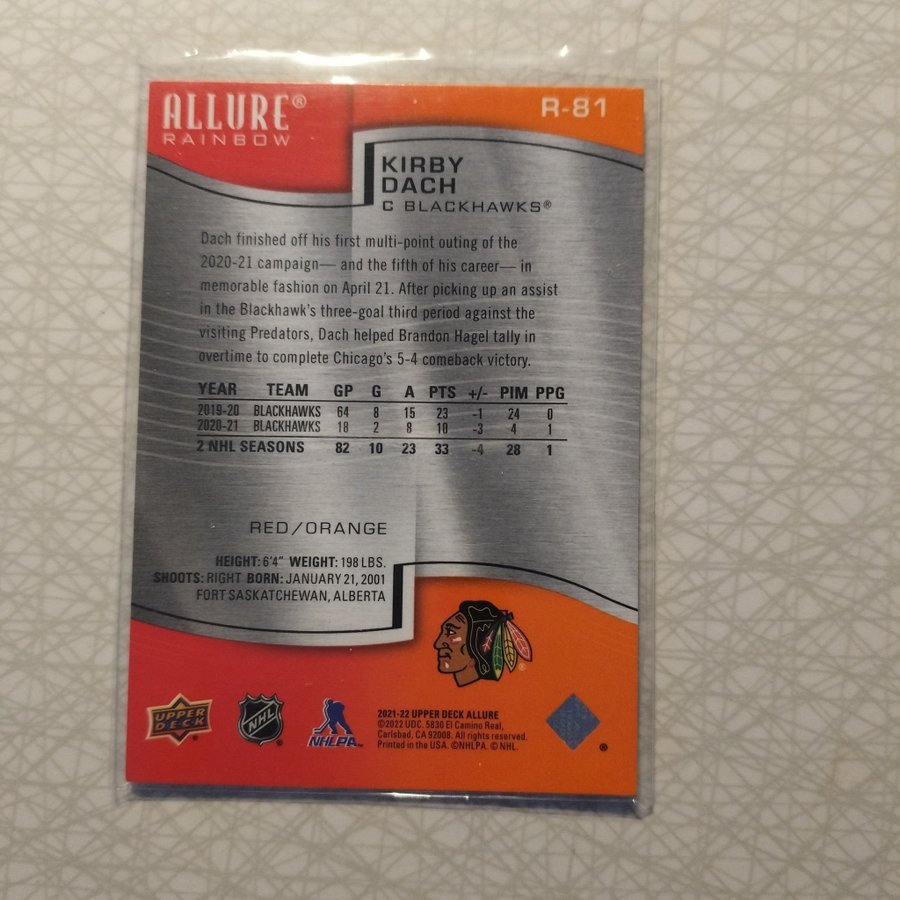 ALLURE®
RAINBOW
R-81
KIRBY
DACH
C BLACKHAWKS®
Dach finished off his first multi-point outing of the
2020-21 campaign— and the fifth of his career— in
memorable fashion on April 21. After picking up an assist
in the Blackhawk's three-goal third period against the
visiting Predators, Dach helped Brandon Hagel tally in
overtime to complete Chicago's 5-4 comeback victory.
YEAR TEAM GP G A PTS +/- PIM PPG
2019-20 BLACKHAWKS 64 8 15 23 -1 24 0
2020-21 BLACKHAWKS 18 2 8 10 -3 4 1
2 NHL SEASONS 82 10 23 33 -4 28 1
RED/ORANGE
HEIGHT: 6'4" WEIGHT: 198 LBS.
SHOOTS: RIGHT BORN: JANUARY 21, 2001
FORT SASKATCHEWAN, ALBERTA
UPPER
DECK
NHL
NHLPA
2021-22 UPPER DECK ALLURE
©2022 UDC. 5830 El Camino Real,
Carlsbad, CA 92008. All rights reserved.
Printed in the USA. ©NHLPA. © NHL.